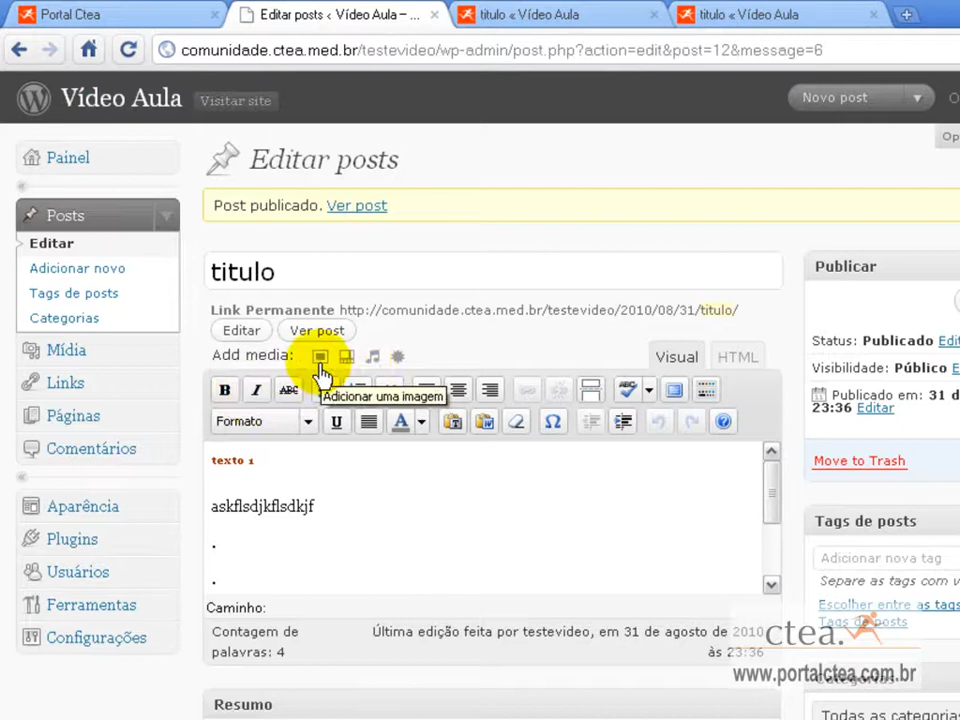 Portal Ctea
Editar posts ‹ Vídeo Aula – ...
titulo « Vídeo Aula
titulo « Vídeo Aula
comunidade.ctea.med.br/testevideo/wp-admin/post.php?action=edit&post=12&message=6
Vídeo Aula
Visitar site
Novo post
Op
Painel
Editar posts
Post publicado. Ver post
Posts
Editar
Adicionar novo
Tags de posts
Categorias
Mídia
Links
Páginas
Comentários
Aparência
Plugins
Usuários
Ferramentas
Configurações
titulo
Link Permanente http://comunidade.ctea.med.br/testevideo/2010/08/31/titulo/
Editar Ver post
Add media:
Visual HTML
B I ABC
Adicionar uma imagem
Formato U A
texto 1
askflsdjkflsdkjf
.
.
Caminho:
Contagem de palavras: 4
Última edição feita por testevideo, em 31 de agosto de 2010
às 23:36
Publicar
Status: Publicado Edit
Visibilidade: Público E
Publicado em: 31 d
23:36 Editar
Move to Trash
Tags de posts
Adicionar nova tag
Separe as tags com v
Escolher entre as tags
Tags de posts
Categorias
Todas as categoria
Resumo
ctea.
www.portalctea.com.br